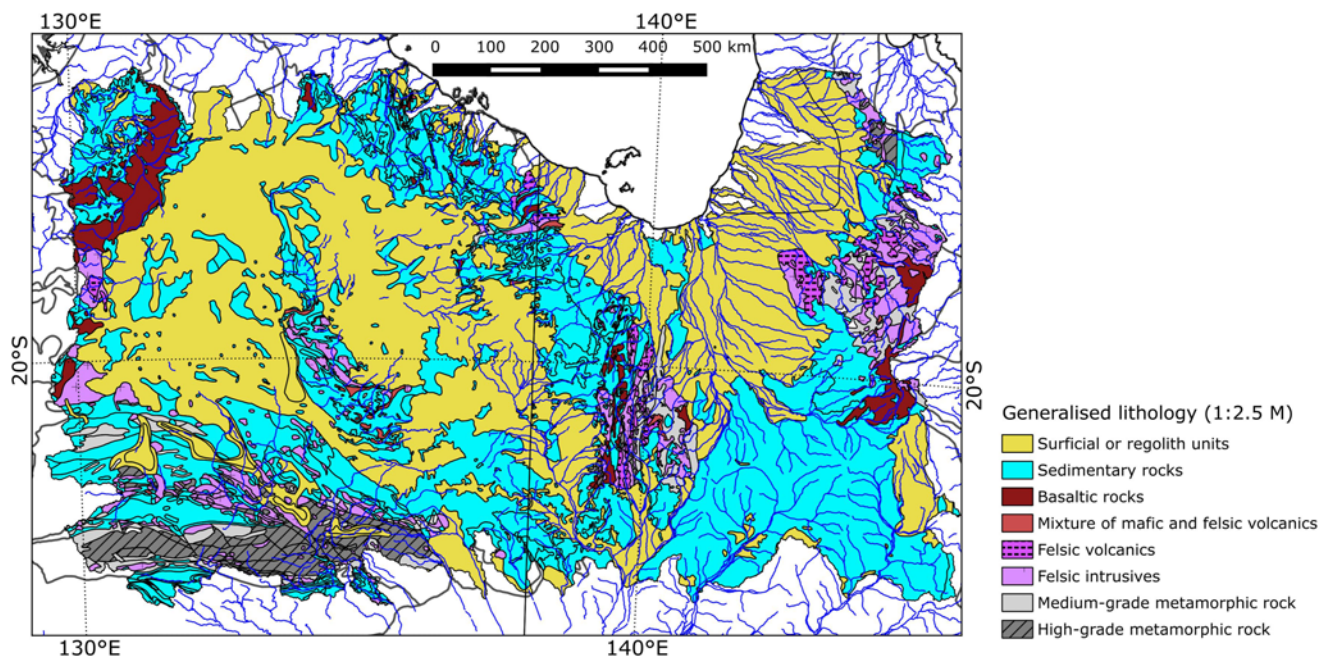 130°E 140°E
0 100 200 300 400 500 km
20°S 20°S
Generalised lithology (1:2.5 M)
Surficial or regolith units
Sedimentary rocks
Basaltic rocks
Mixture of mafic and felsic volcanics
Felsic volcanics
Felsic intrusives
Medium-grade metamorphic rock
High-grade metamorphic rock
130°E 140°E